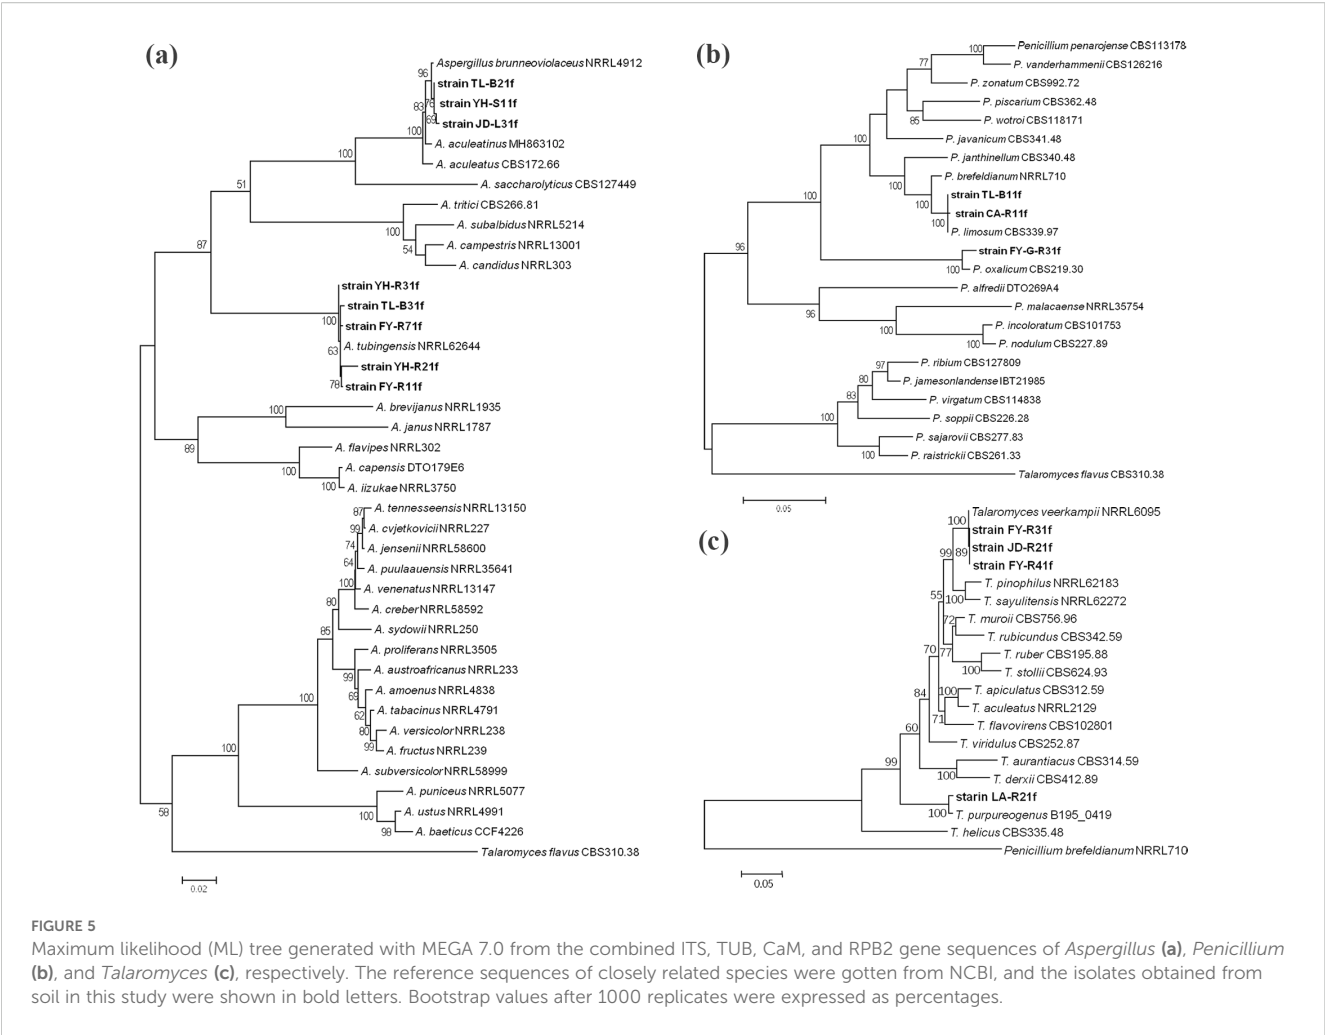 (a)
96
Aspergillus brunneoviolaceus NRRL4912
strain TL-B21f
83
76
strain YH-S11f
69
strain JD-L31f
100
A. aculeatinus MH863102
100
A. aculeatus CBS172.66
A. saccharolyticus CBS127449
51
A. tritici CBS266.81
100
A. subalbidus NRRL5214
54
A. campestris NRRL13001
87
A. candidus NRRL303
strain YH-R31f
strain TL-B31f
100
strain FY-R71f
63
A. tubingensis NRRL62644
strain YH-R21f
78
strain FY-R11f
100
A. brevijanus NRRL1935
A. janus NRRL1787
89
A. flavipes NRRL302
100
A. capensis DTO179E6
100
A. iizukae NRRL3750
87
A. tennesseensis NRRL13150
99
A. cvjetkovicii NRRL227
74
A. jensenii NRRL58600
64
A. puulaauensis NRRL35641
100
A. venenatus NRRL13147
80
A. creber NRRL58592
85
A. sydowii NRRL250
A. proliferans NRRL3505
99
A. austroafricanus NRRL233
69
A. amoenus NRRL4838
100
62
A. tabacinus NRRL4791
80
A. versicolor NRRL238
99
A. fructus NRRL239
100
A. subversicolor NRRL58999
A. puniceus NRRL5077
100
A. ustus NRRL4991
98
A. baeticus CCF4226
58
Talaromyces flavus CBS310.38
0.02
(b)
100
Penicillium penarojense CBS113178
77
P. vanderhammenii CBS126216
P. zonatum CBS992.72
P. piscarium CBS362.48
85
P. wotroi CBS118171
100
P. javanicum CBS341.48
P. janthinellum CBS340.48
100
P. brefeldianum NRRL710
100
strain TL-B11f
100
strain CA-R11f
100
P. limosum CBS339.97
96
strain FY-G-R31f
100
P. oxalicum CBS219.30
P. alfredii DTO269A4
96
P. malacaense NRRL35754
100
P. incoloratum CBS101753
100
P. nodulum CBS227.89
97
P. ribium CBS127809
80
P. jamesonlandense IBT21985
83
P. virgatum CBS114838
100
P. soppii CBS226.28
P. sajarovii CBS277.83
100
P. raistrickii CBS261.33
Talaromyces flavus CBS310.38
0.05
(c)
Talaromyces veerkampii NRRL6095
100
strain FY-R31f
99
89
strain JD-R21f
strain FY-R41f
T. pinophilus NRRL62183
55
100
T. sayulitensis NRRL62272
72
T. muroii CBS756.96
T. rubicundus CBS342.59
70
77
T. ruber CBS195.88
100
T. stollii CBS624.93
84
100
T. apiculatus CBS312.59
T. aculeatus NRRL2129
71
T. flavovirens CBS102801
60
T. viridulus CBS252.87
99
T. aurantiacus CBS314.59
100
T. derxii CBS412.89
starin LA-R21f
100
T. purpureogenus B195_0419
T. helicus CBS335.48
Penicillium brefeldianum NRRL710
0.05
FIGURE 5
Maximum likelihood (ML) tree generated with MEGA 7.0 from the combined ITS, TUB, CaM, and RPB2 gene sequences of Aspergillus (a), Penicillium
(b), and Talaromyces (c), respectively. The reference sequences of closely related species were gotten from NCBI, and the isolates obtained from
soil in this study were shown in bold letters. Bootstrap values after 1000 replicates were expressed as percentages.